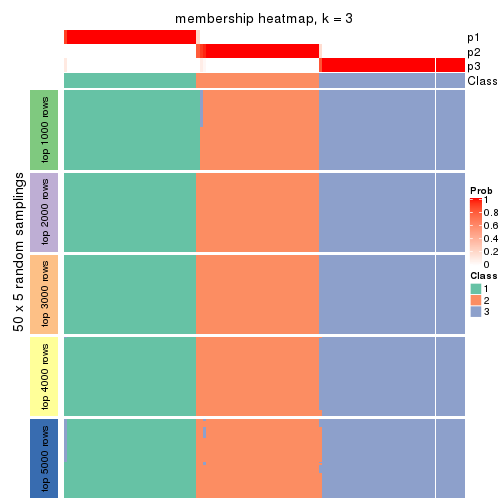 membership heatmap, k = 3
p1
p2
p3
Class
50 x 5 random samplings
top 1000 rows
top 2000 rows
top 3000 rows
top 4000 rows
top 5000 rows
Prob
1
0.8
0.6
0.4
0.2
0
Class
1
2
3